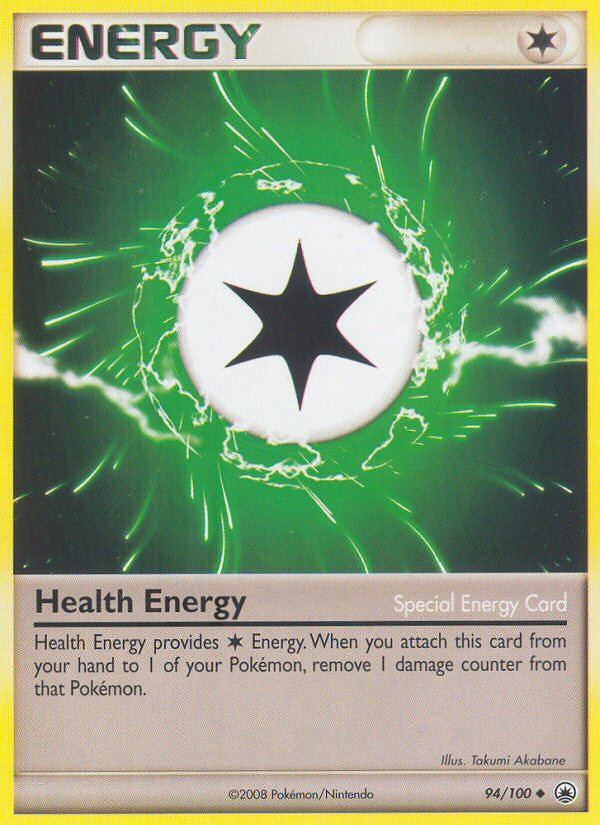 ENERGY
Health Energy
Special Energy Card
Health Energy provides ✶ Energy. When you attach this card from
your hand to 1 of your Pokémon, remove 1 damage counter from
that Pokémon.
Illus. Takumi Akabane
©2008 Pokémon/Nintendo
94/100 ◆